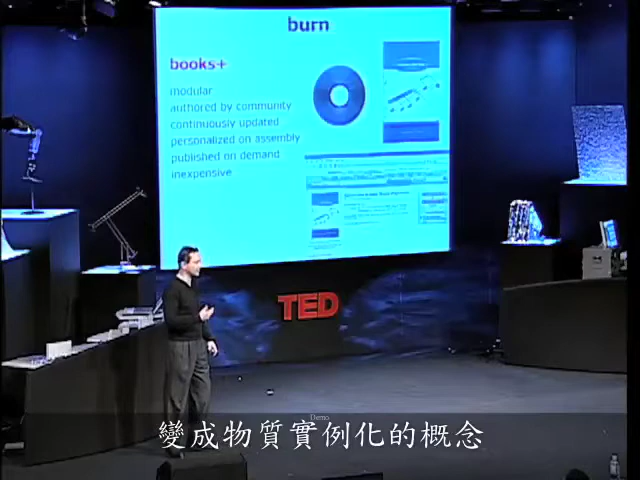 burn
books+
modular
authored by community
continuously updated
personalized on assembly
published on demand
inexpensive
TED
Demo
變成物質實例化的概念